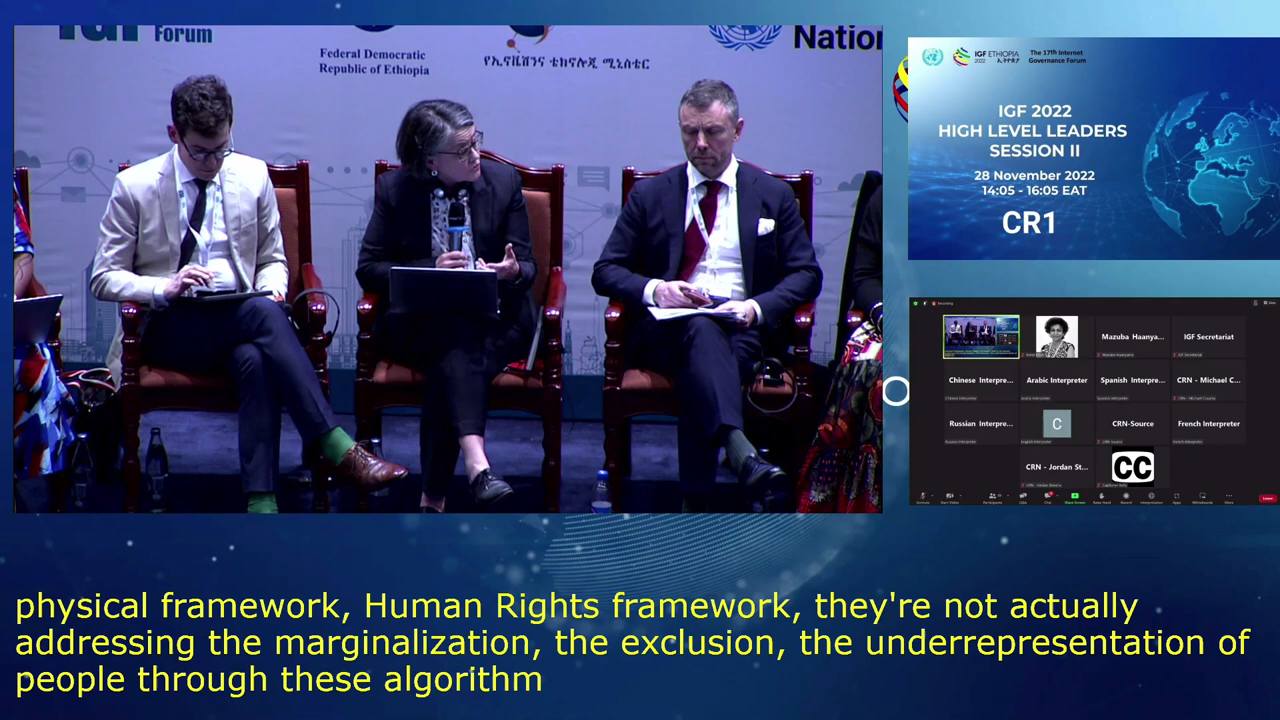 igf Forum
Federal Democratic
Republic of Ethiopia
የኢኖቬሽንና ቴክኖሎጂ ሚኒስቴር
Nation
IGF ETHIOPIA
2022 ኢትዮጵያ
The 17th Internet
Governance Forum
IGF 2022
HIGH LEVEL LEADERS
SESSION II
28 November 2022
14:05 - 16:05 EAT
CR1
Mazuba Haanya...
IGF Secretariat
Chinese Interpre...
Arabic Interpreter
Spanish Interpre...
CRN - Michael C...
Russian Interpre...
C
CRN-Source
French Interpreter
CRN - Jordan St...
CC
Leave
physical framework, Human Rights framework, they're not actually
addressing the marginalization, the exclusion, the underrepresentation of
people through these algorithm